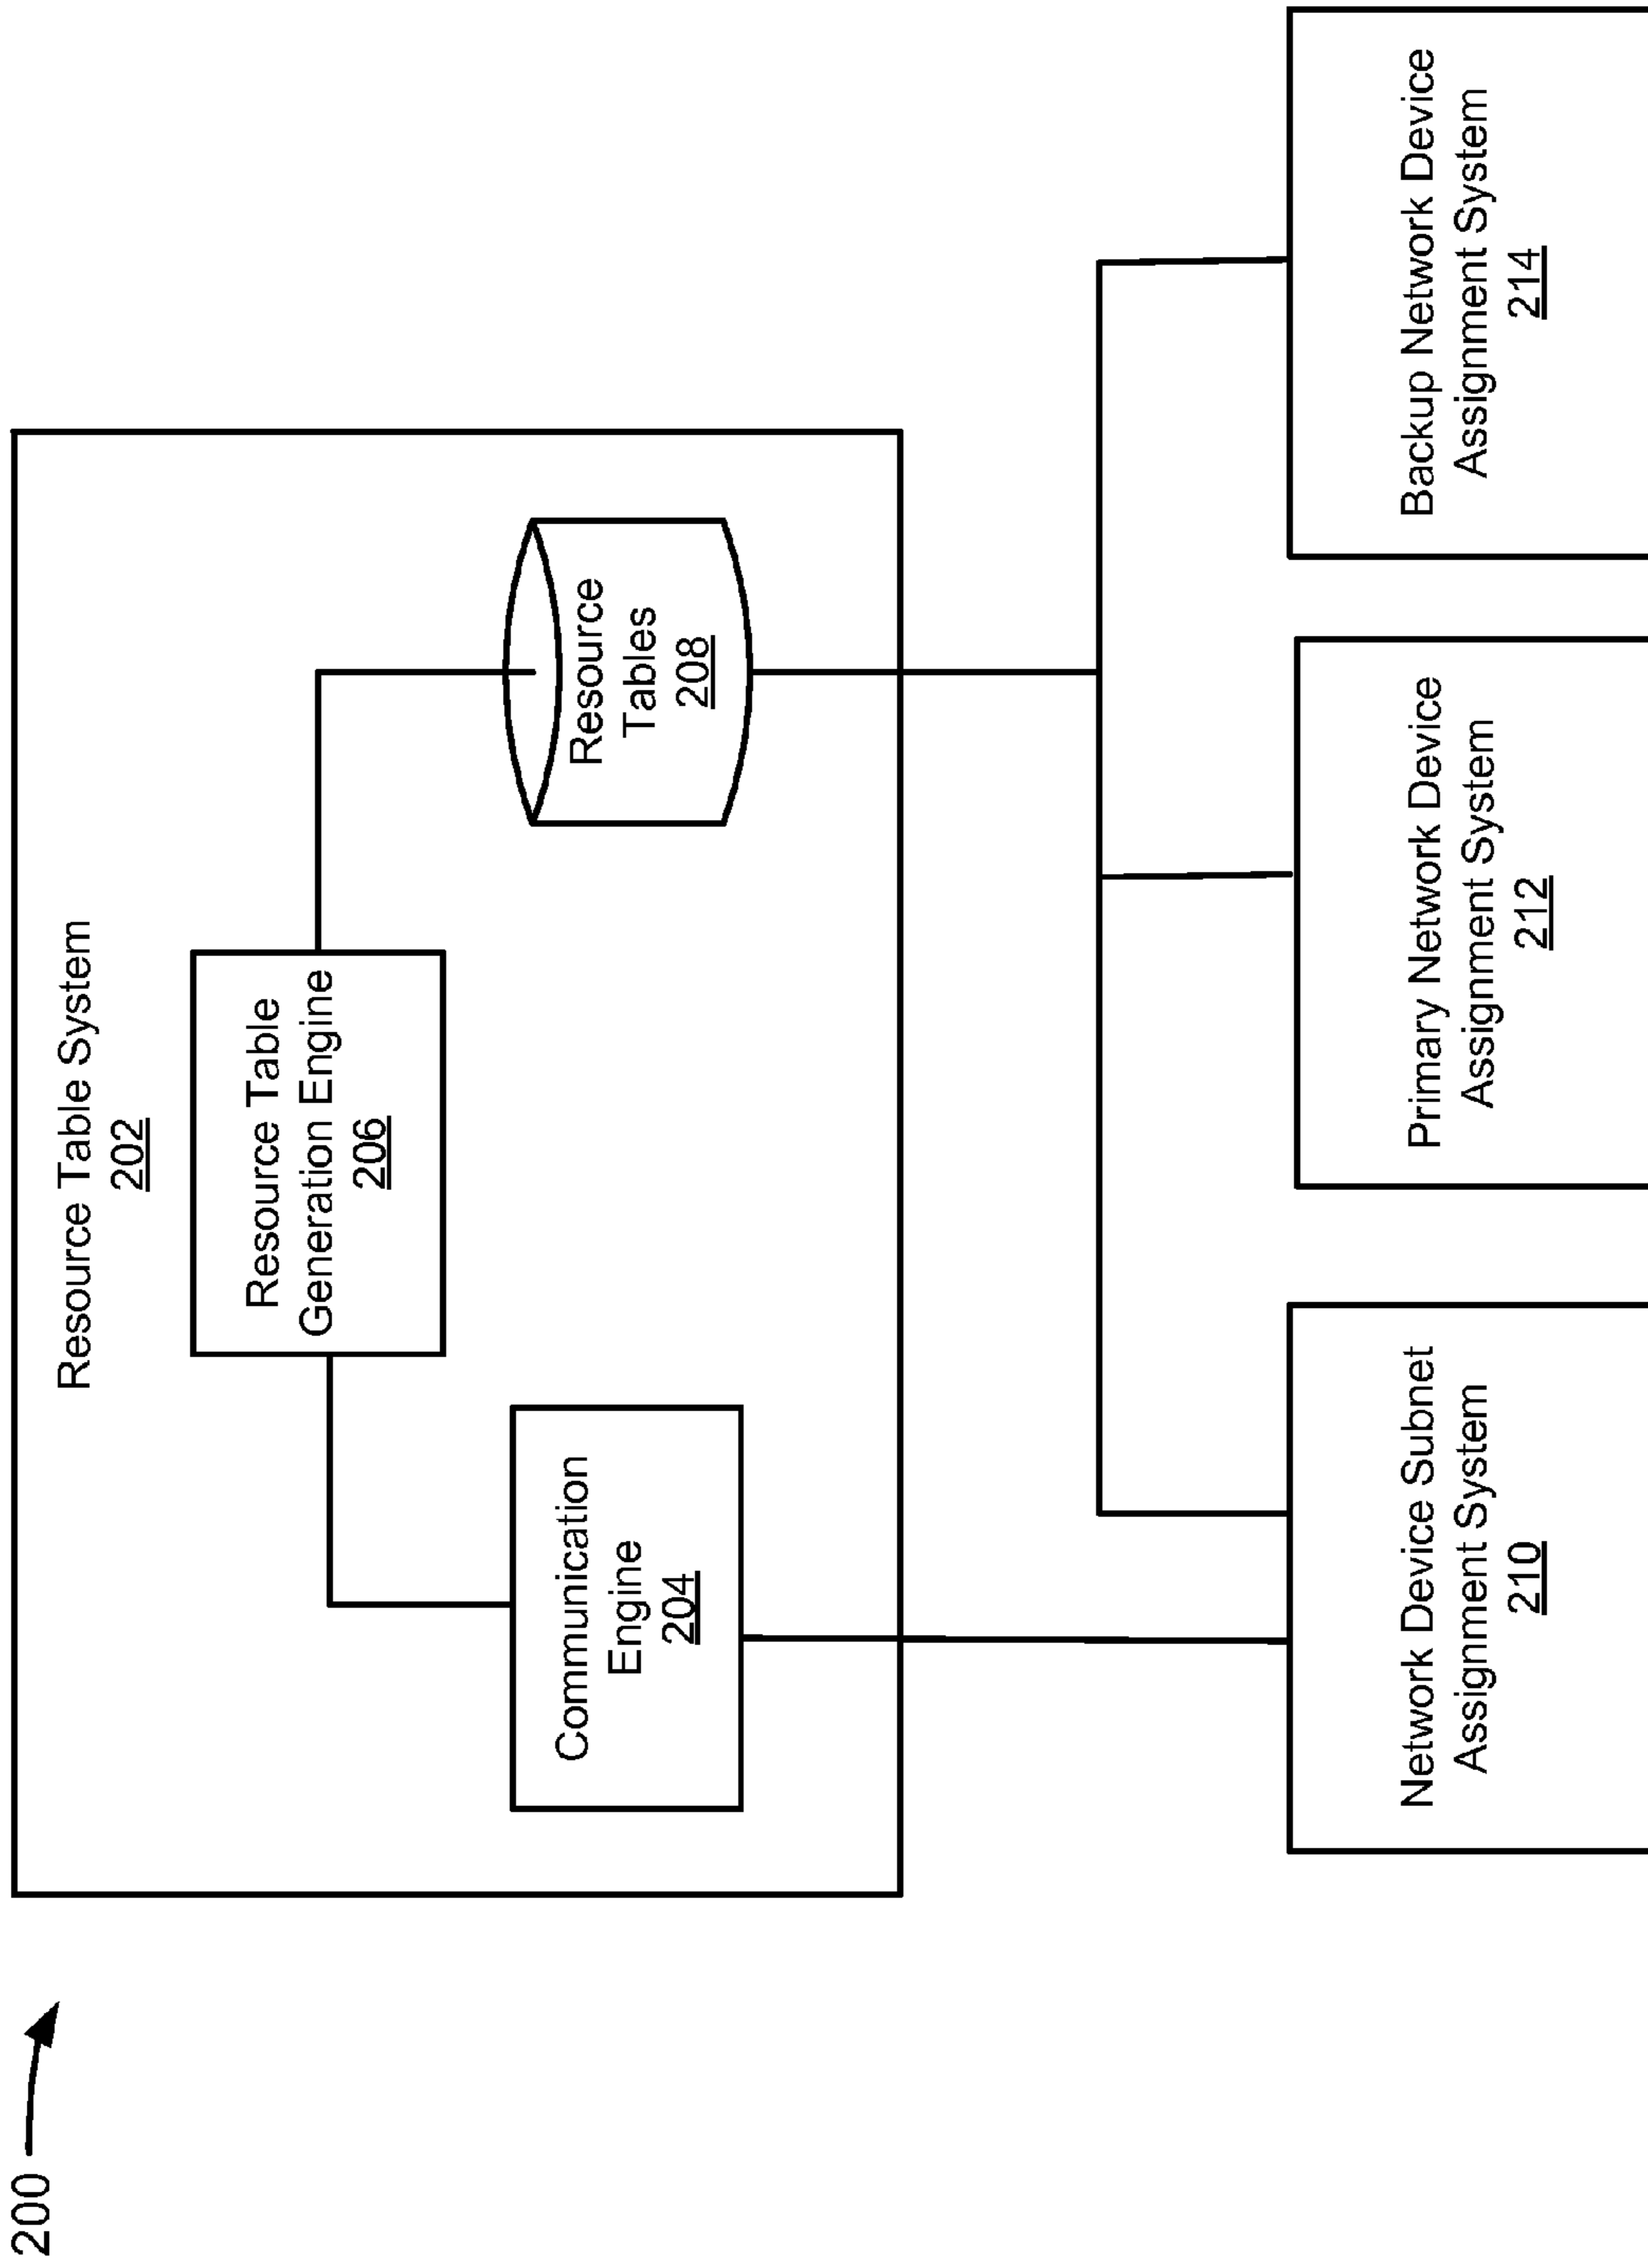 200
Resource Table System
202
Resource Table
Generation Engine
206
Communication
Engine
204
Resource
Tables
208
Network Device Subnet
Assignment System
210
Primary Network Device
Assignment System
212
Backup Network Device
Assignment System
214